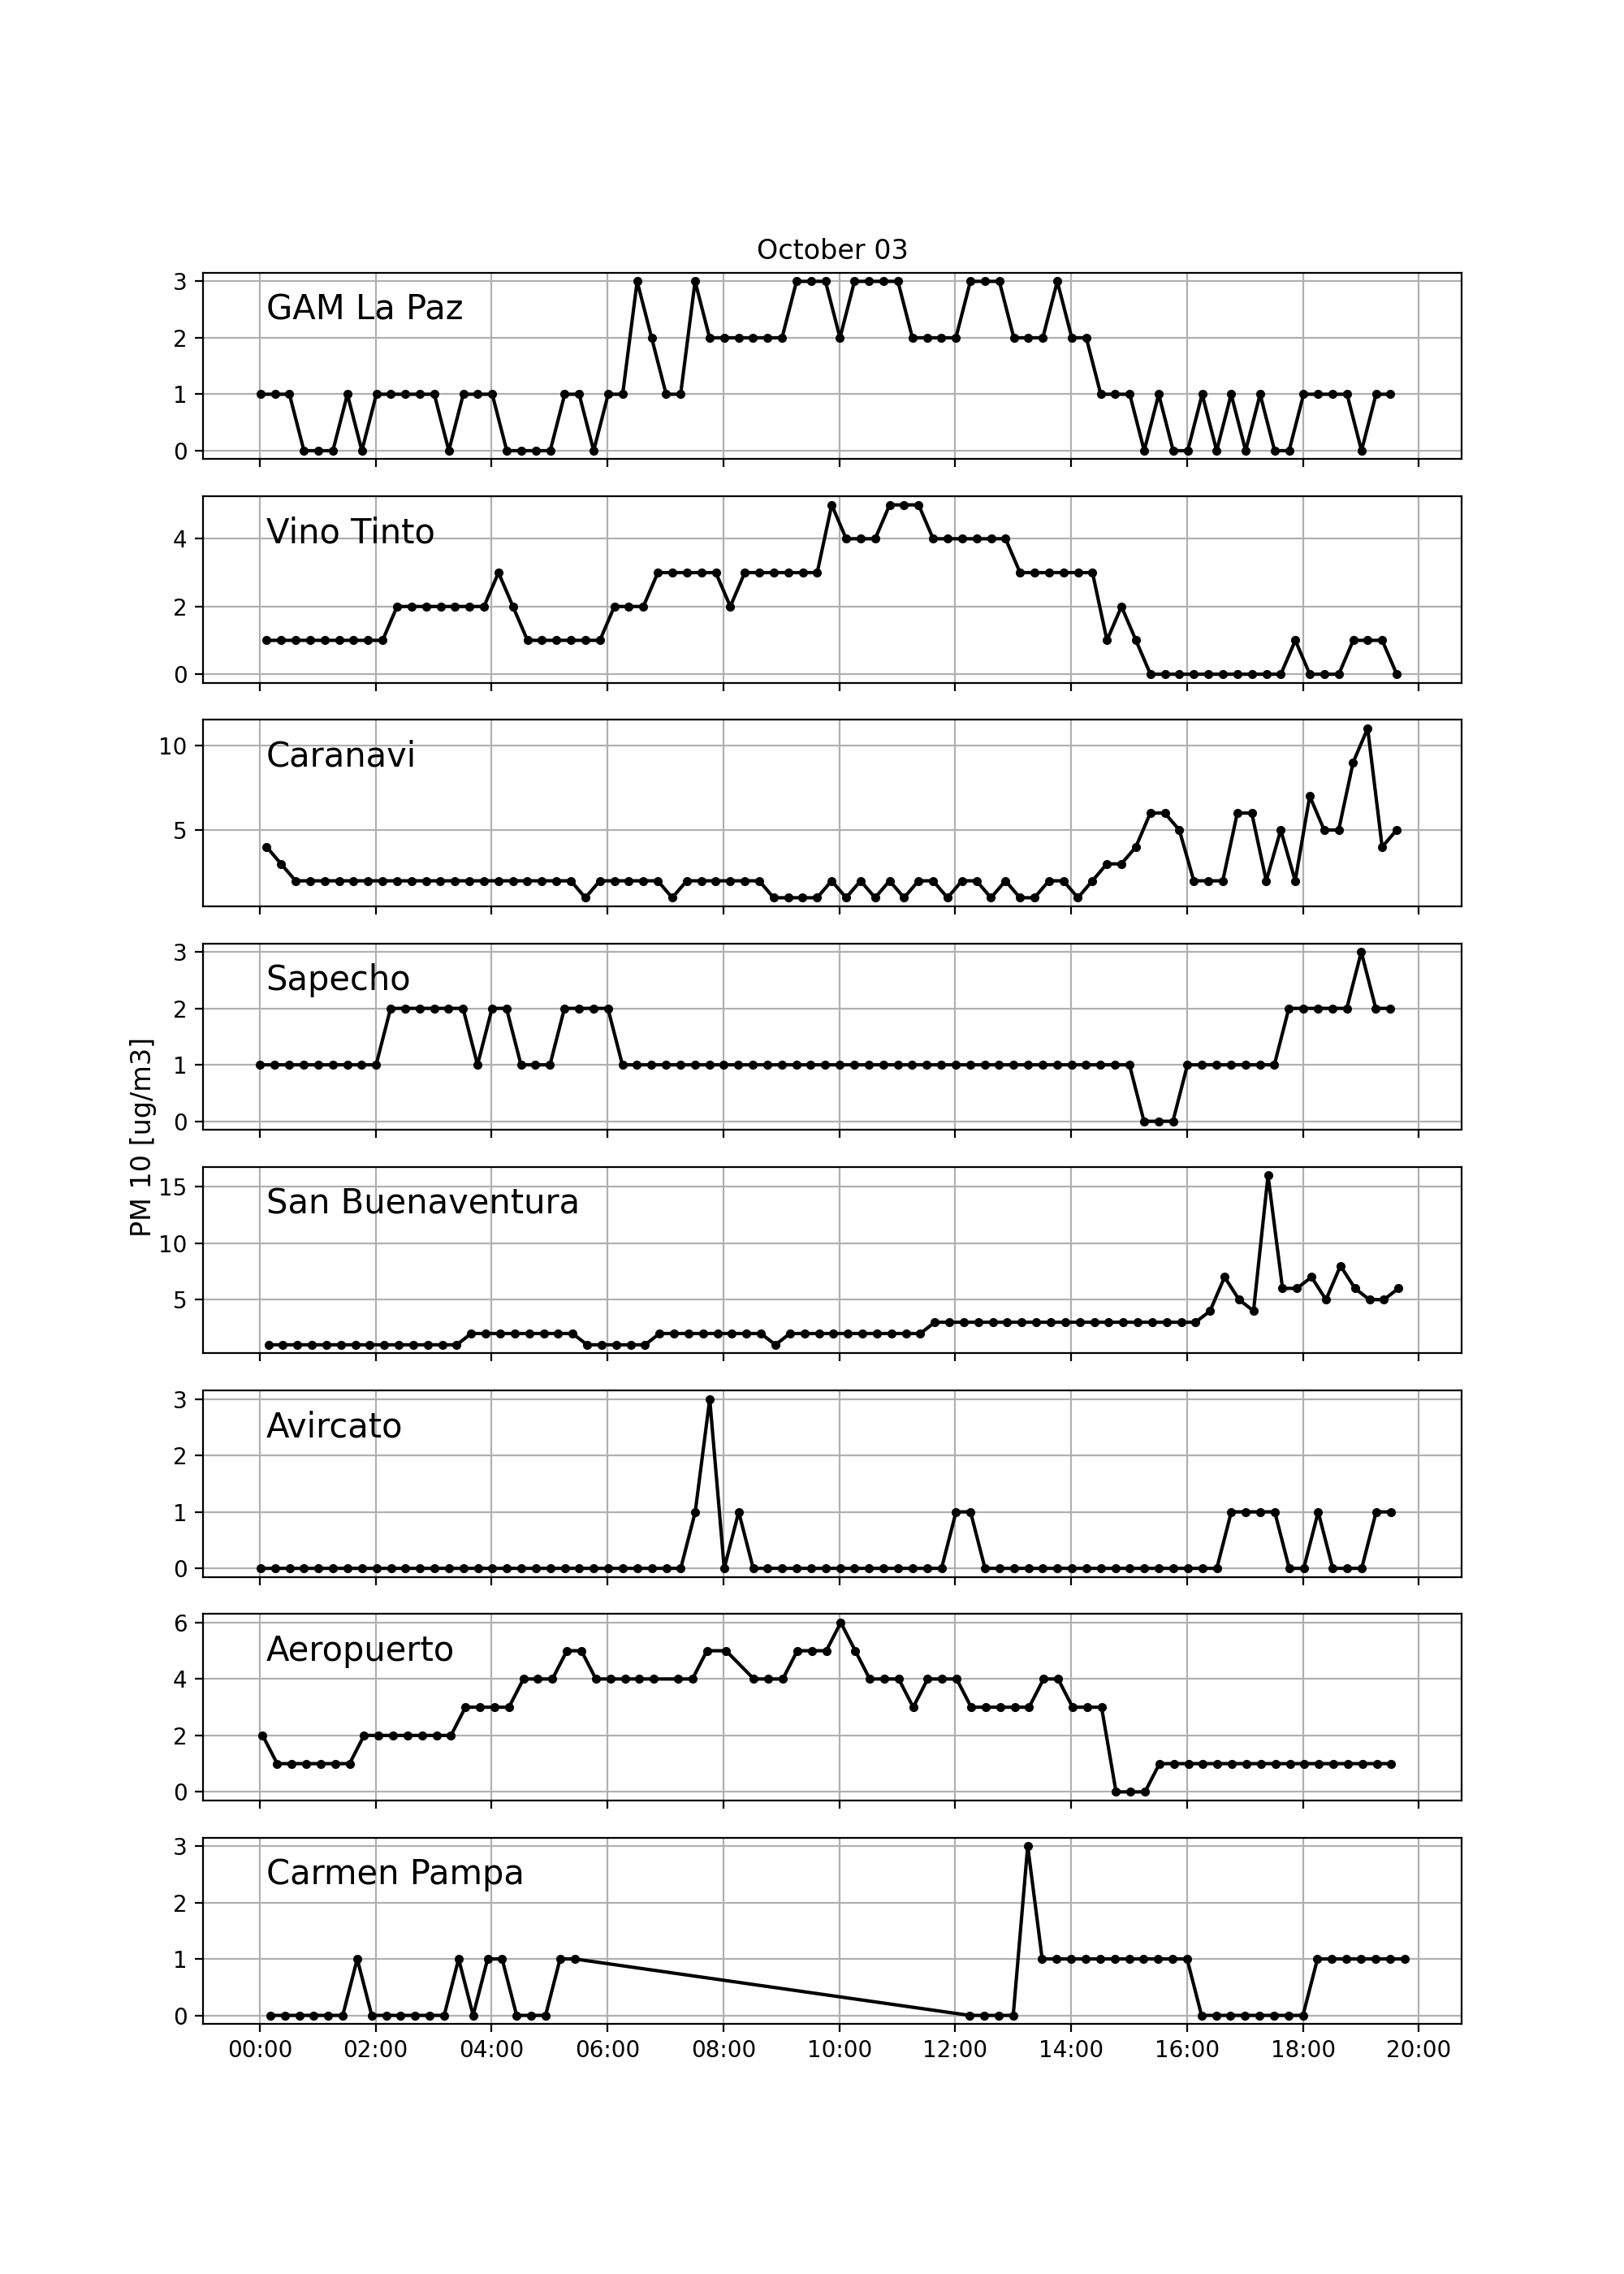 October 03
3
GAM La Paz
2
1
0
Vino Tinto
4
2
0
10
Caranavi
5
3
Sapecho
2
1
0
PM 10 [ug/m3]
15
San Buenaventura
10
5
3
Avircato
2
1
0
6
Aeropuerto
4
2
0
3
Carmen Pampa
2
1
0
00:00 02:00 04:00 06:00 08:00 10:00 12:00 14:00 16:00 18:00 20:00